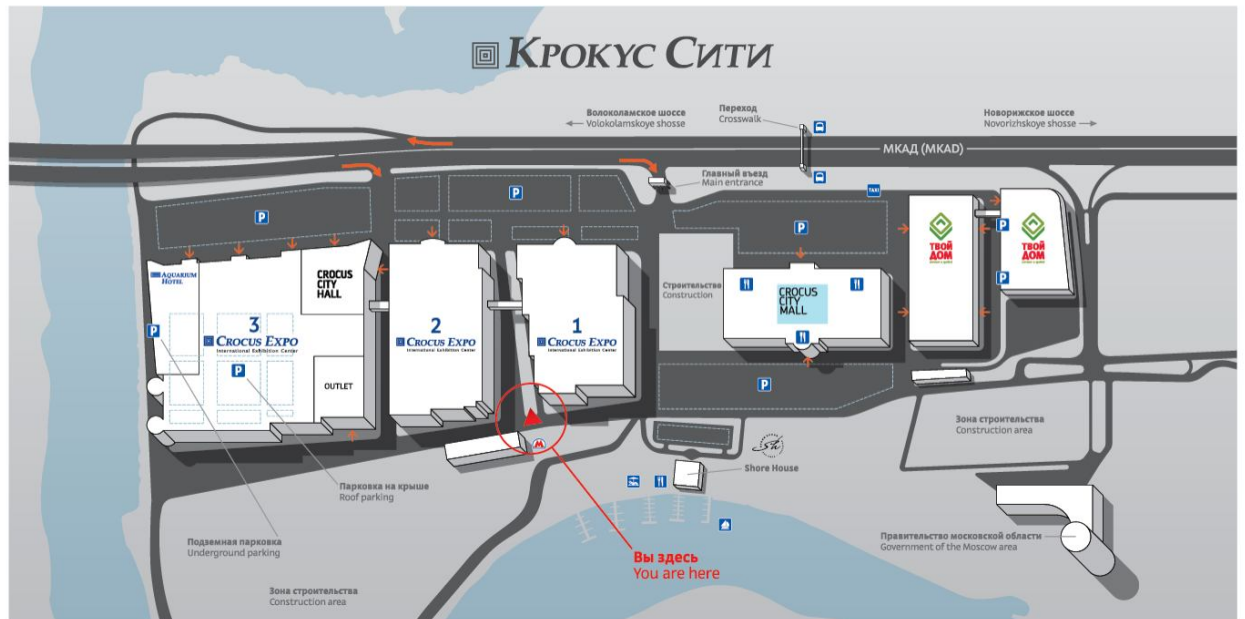 КРОКУС СИТИ
Волоколамское шоссе
← Volokolamskoye shosse
Переход
Crosswalk
Новорижское шоссе
Novorizhskoye shosse →
МКАД (MKAD)
Главный въезд
Main entrance
TAXI
P
P
P
P
P
ТВОЙ
ДОМ
ТВОЙ
ДОМ
AQUARIUM
HOTEL
CROCUS
CITY
HALL
Строительство
Construction
CROCUS
CITY
MALL
3
CROCUS EXPO
International Exhibition Center
2
CROCUS EXPO
International Exhibition Center
1
CROCUS EXPO
International Exhibition Center
P
P
OUTLET
P
М
Зона строительства
Construction area
Shore House
Парковка на крыше
Roof parking
Подземная парковка
Underground parking
Вы здесь
You are here
Правительство московской области
Government of the Moscow area
Зона строительства
Construction area